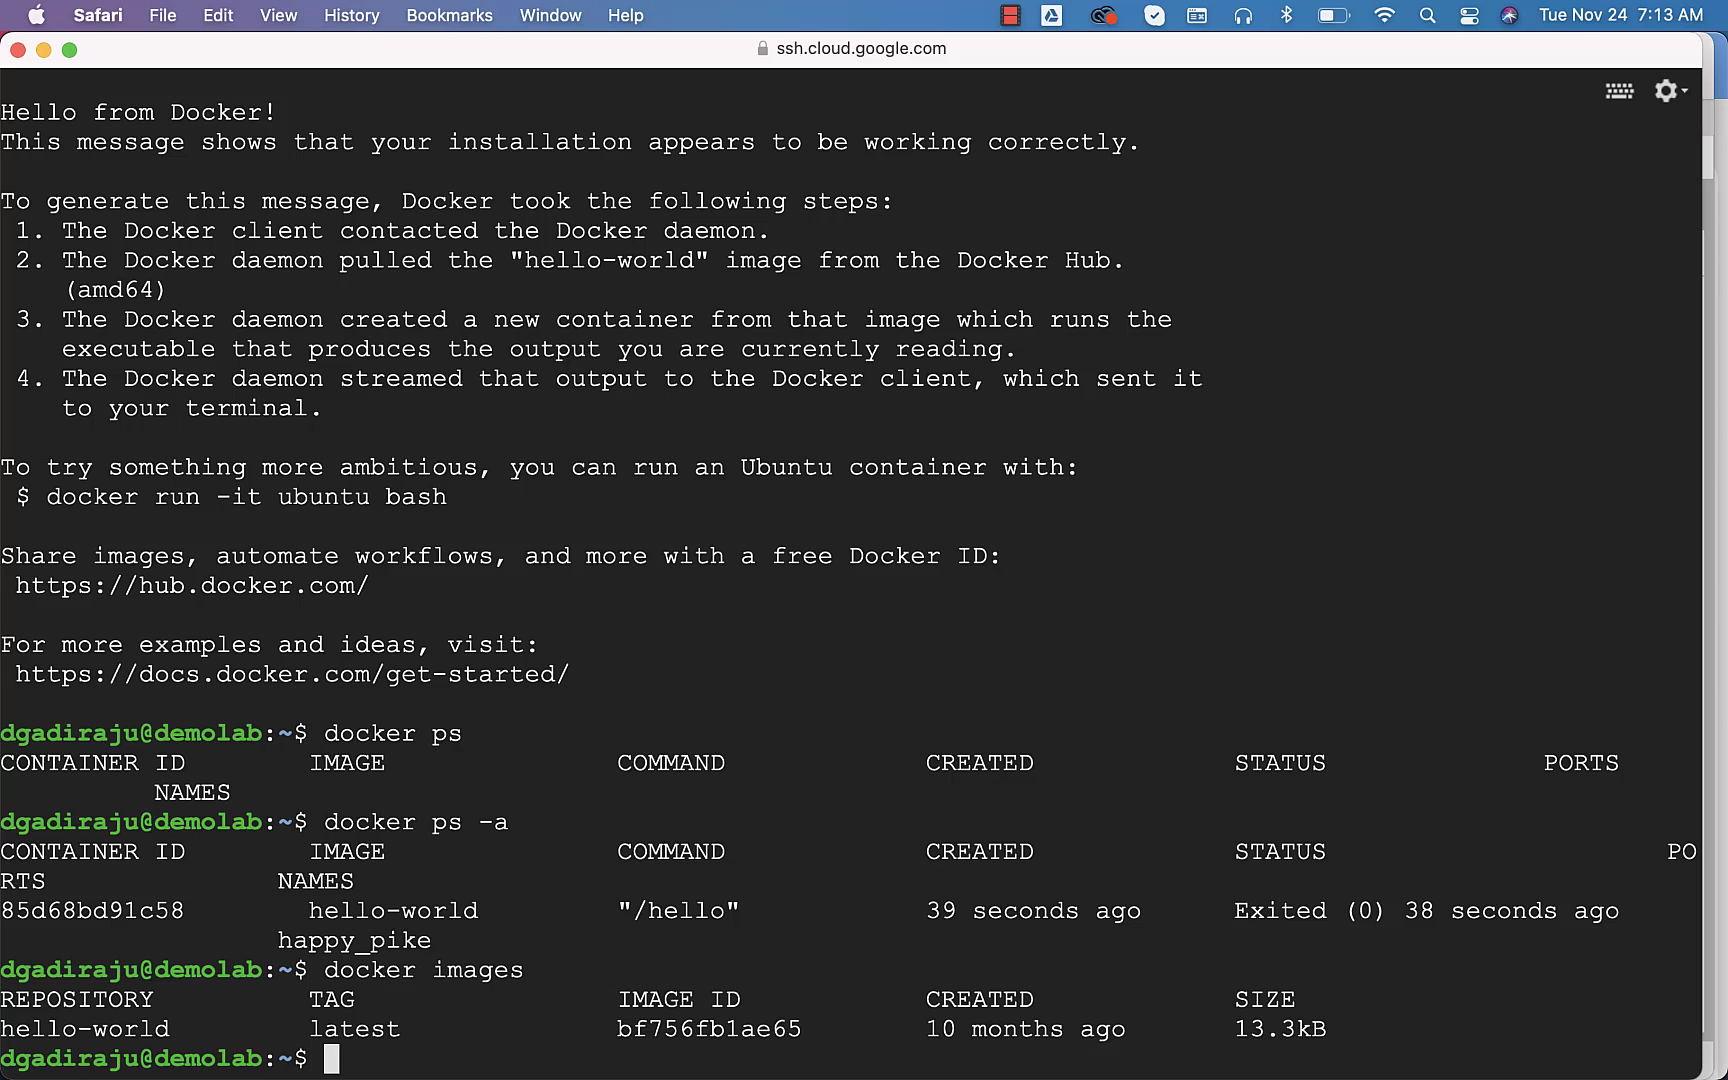 Safari File Edit View History Bookmarks Window Help Tue Nov 24 7:13 AM
ssh.cloud.google.com
Hello from Docker!
This message shows that your installation appears to be working correctly.
To generate this message, Docker took the following steps:
1. The Docker client contacted the Docker daemon.
2. The Docker daemon pulled the "hello-world" image from the Docker Hub.
(amd64)
3. The Docker daemon created a new container from that image which runs the
executable that produces the output you are currently reading.
4. The Docker daemon streamed that output to the Docker client, which sent it
to your terminal.
To try something more ambitious, you can run an Ubuntu container with:
$ docker run -it ubuntu bash
Share images, automate workflows, and more with a free Docker ID:
https://hub.docker.com/
For more examples and ideas, visit:
https://docs.docker.com/get-started/
dgadiraju@demolab:~$ docker ps
CONTAINER ID IMAGE COMMAND CREATED STATUS PORTS
NAMES
dgadiraju@demolab:~$ docker ps -a
CONTAINER ID IMAGE COMMAND CREATED STATUS PO
RTS NAMES
85d68bd91c58 hello-world "/hello" 39 seconds ago Exited (0) 38 seconds ago
happy_pike
dgadiraju@demolab:~$ docker images
REPOSITORY TAG IMAGE ID CREATED SIZE
hello-world latest bf756fb1ae65 10 months ago 13.3kB
dgadiraju@demolab:~$